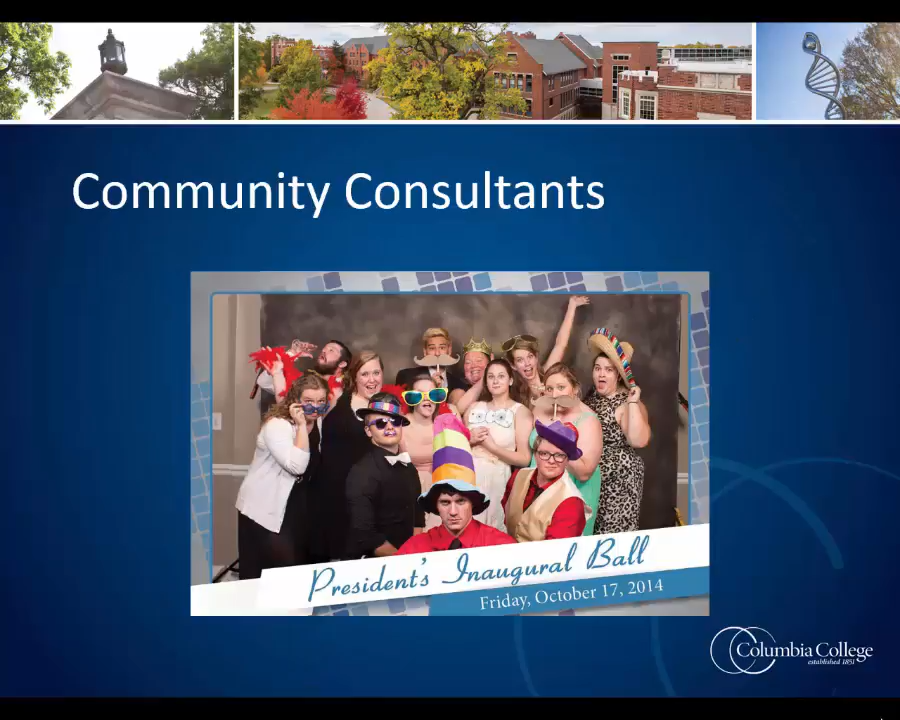 Community Consultants
President's Inaugural Ball
Friday, October 17, 2014
Columbia College
established 1851